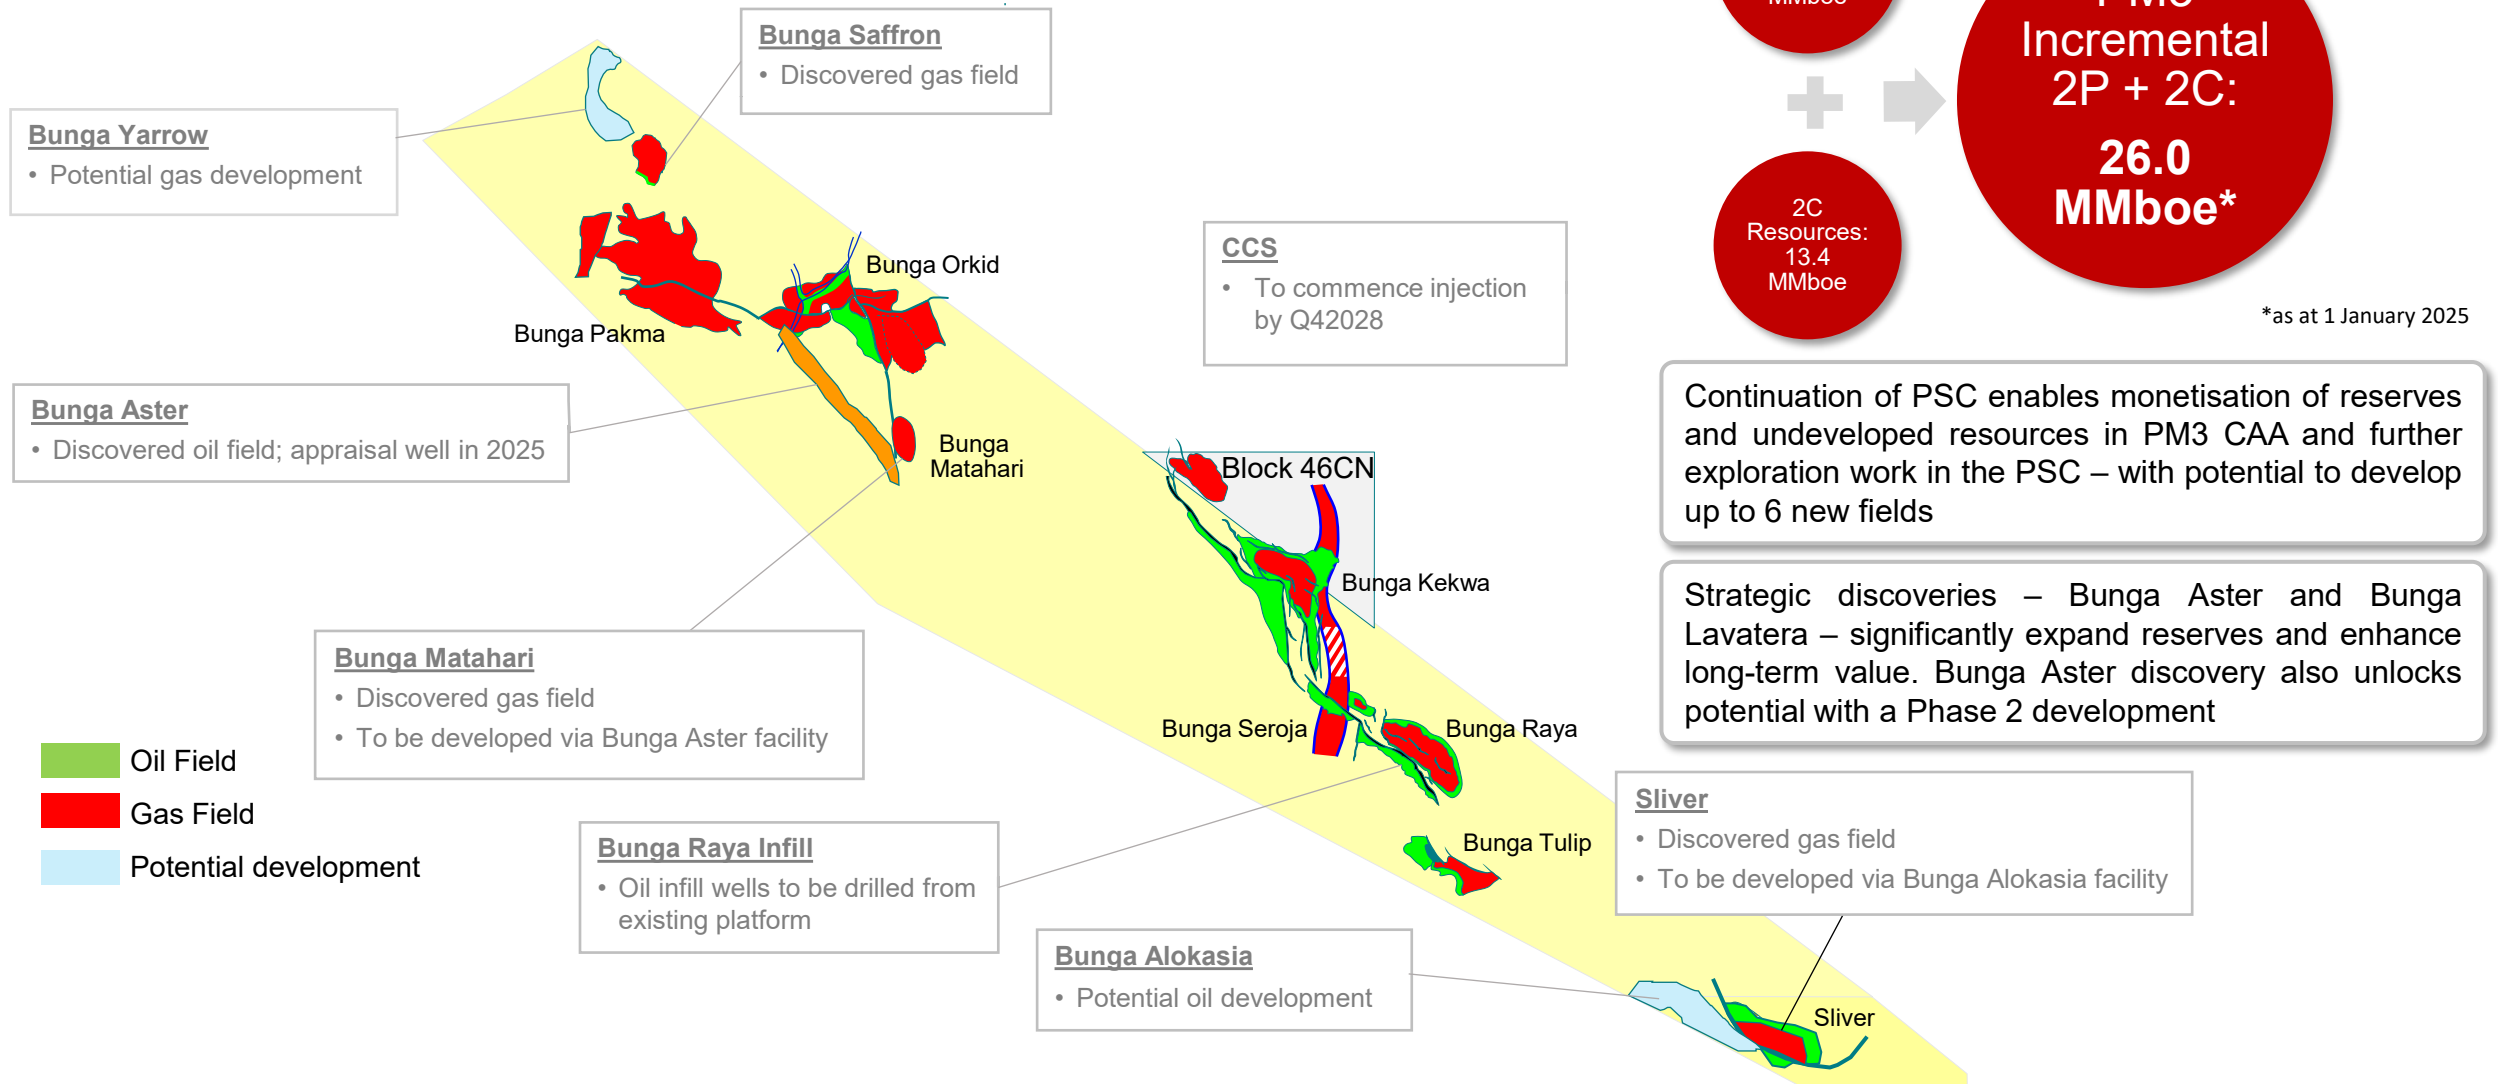 Bunga Saffron
• Discovered gas field
Bunga Yarrow
• Potential gas development
Bunga Orkid
Bunga Pakma
Bunga Aster
• Discovered oil field; appraisal well in 2025
Bunga
Matahari
CCS
• To commence injection
by Q42028
Block 46CN
Bunga Kekwa
Bunga Matahari
• Discovered gas field
• To be developed via Bunga Aster facility
Bunga Seroja
Bunga Raya
Oil Field
Gas Field
Potential development
Bunga Raya Infill
• Oil infill wells to be drilled from
existing platform
Bunga Tulip
Bunga Alokasia
• Potential oil development
Sliver
• Discovered gas field
• To be developed via Bunga Alokasia facility
Sliver
MMboe
2C
Resources:
13.4
MMboe
Incremental
2P + 2C:
26.0
MMboe*
*as at 1 January 2025
Continuation of PSC enables monetisation of reserves
and undeveloped resources in PM3 CAA and further
exploration work in the PSC – with potential to develop
up to 6 new fields
Strategic discoveries – Bunga Aster and Bunga
Lavatera – significantly expand reserves and enhance
long-term value. Bunga Aster discovery also unlocks
potential with a Phase 2 development